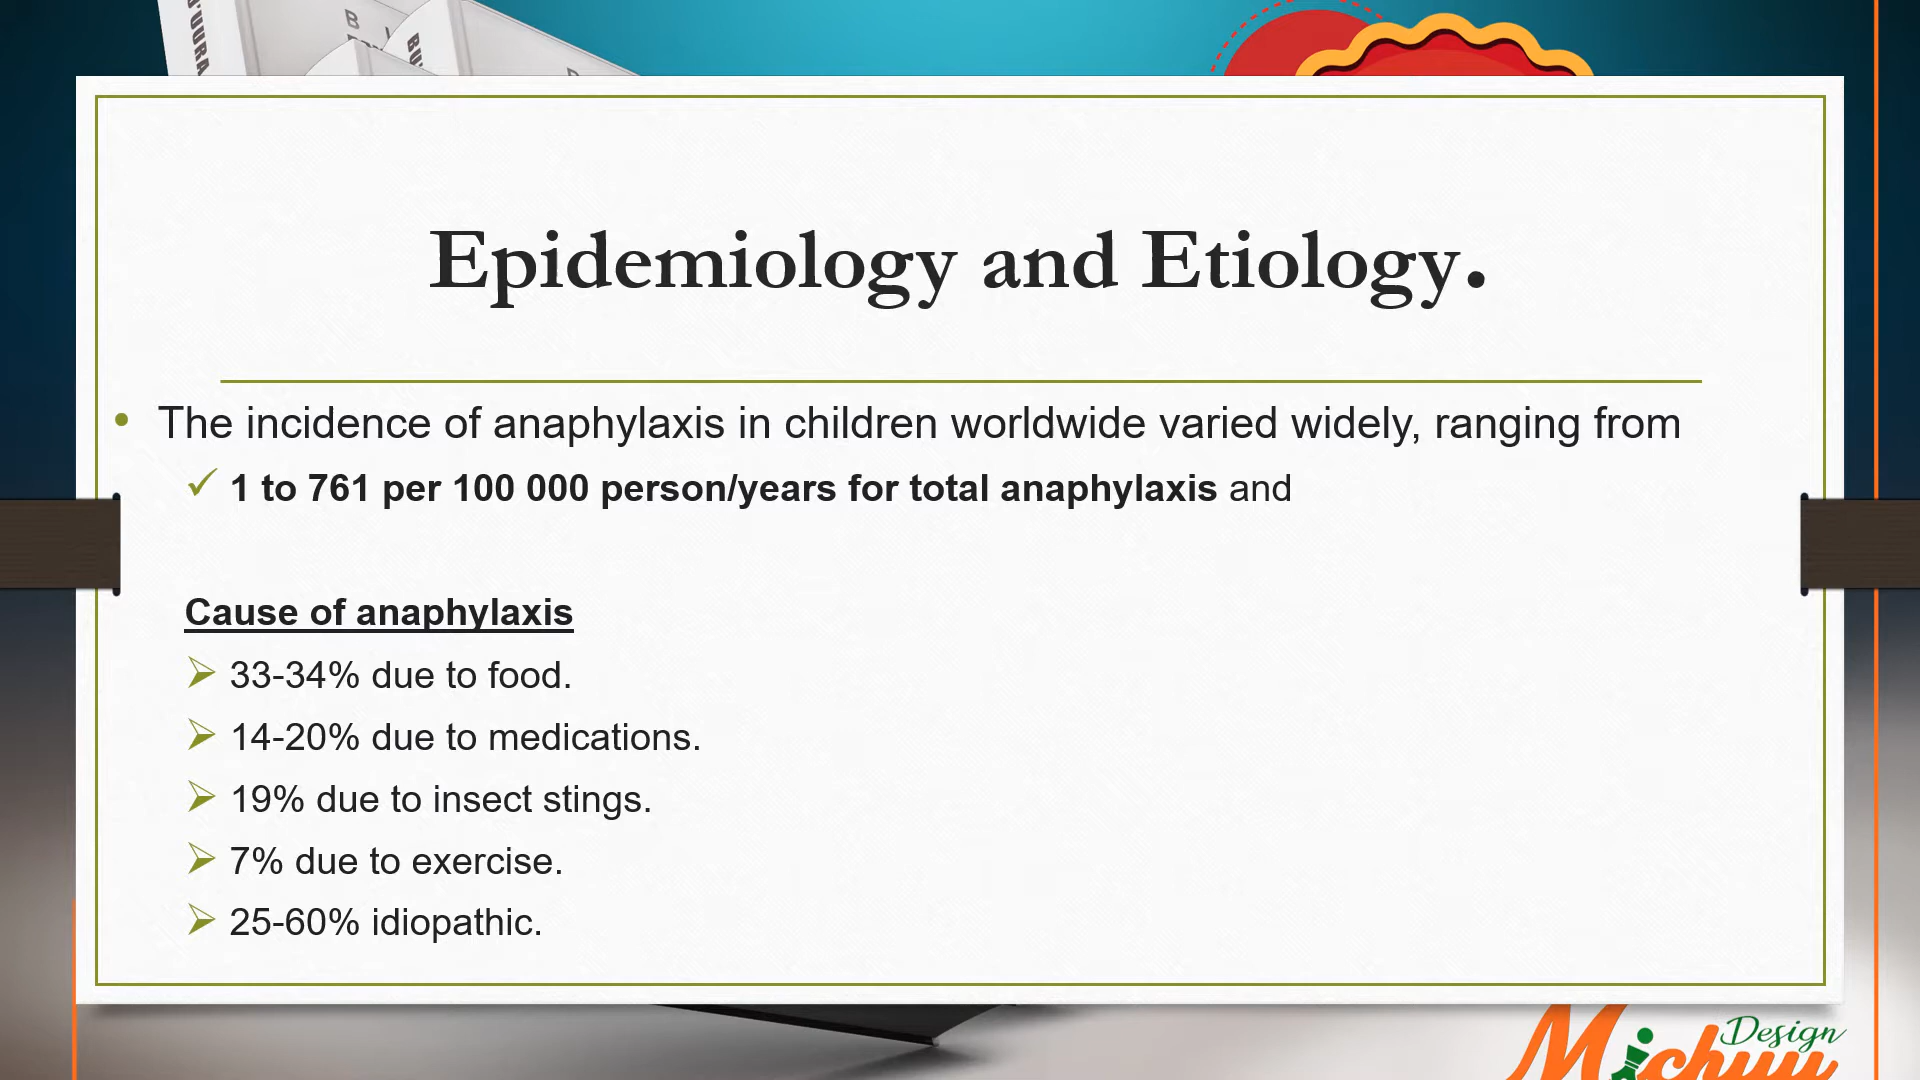 B
Epidemiology and Etiology.
• The incidence of anaphylaxis in children worldwide varied widely, ranging from
✓ 1 to 761 per 100 000 person/years for total anaphylaxis and
Cause of anaphylaxis
➢ 33-34% due to food.
➢ 14-20% due to medications.
➢ 19% due to insect stings.
➢ 7% due to exercise.
➢ 25-60% idiopathic.
Design